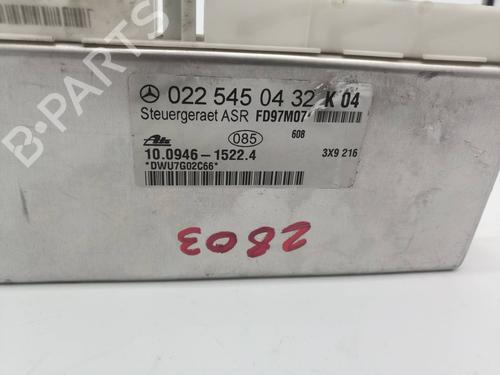 022 545 04 32 K 04
Steuergeraet ASR FD97M07
Ate 085 608
10.0946-1522.4 3X9 216
*DWU7G02C66*
2803
B-PARTS